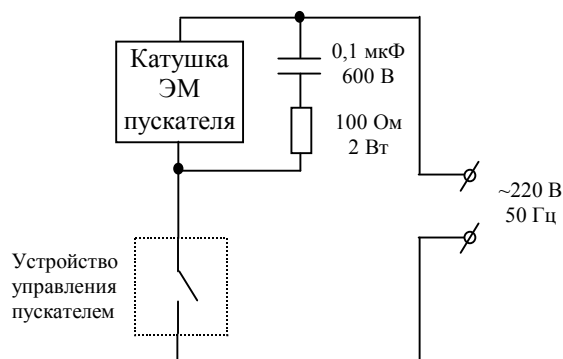 Катушка
ЭМ
пускателя
0,1 мкФ
600 В
100 Ом
2 Вт
~220 В
50 Гц
Устройство
управления
пускателем